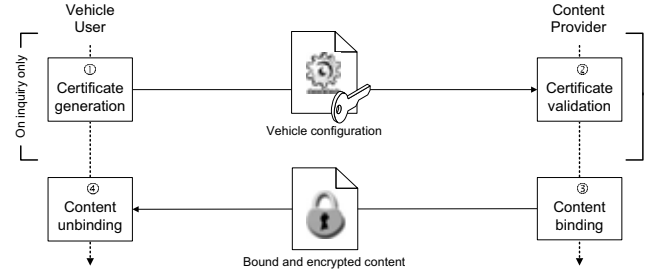 Vehicle
User
Content
Provider
On inquiry only
①
Certificate
generation
Vehicle configuration
②
Certificate
validation
④
Content
unbinding
Bound and encrypted content
③
Content
binding